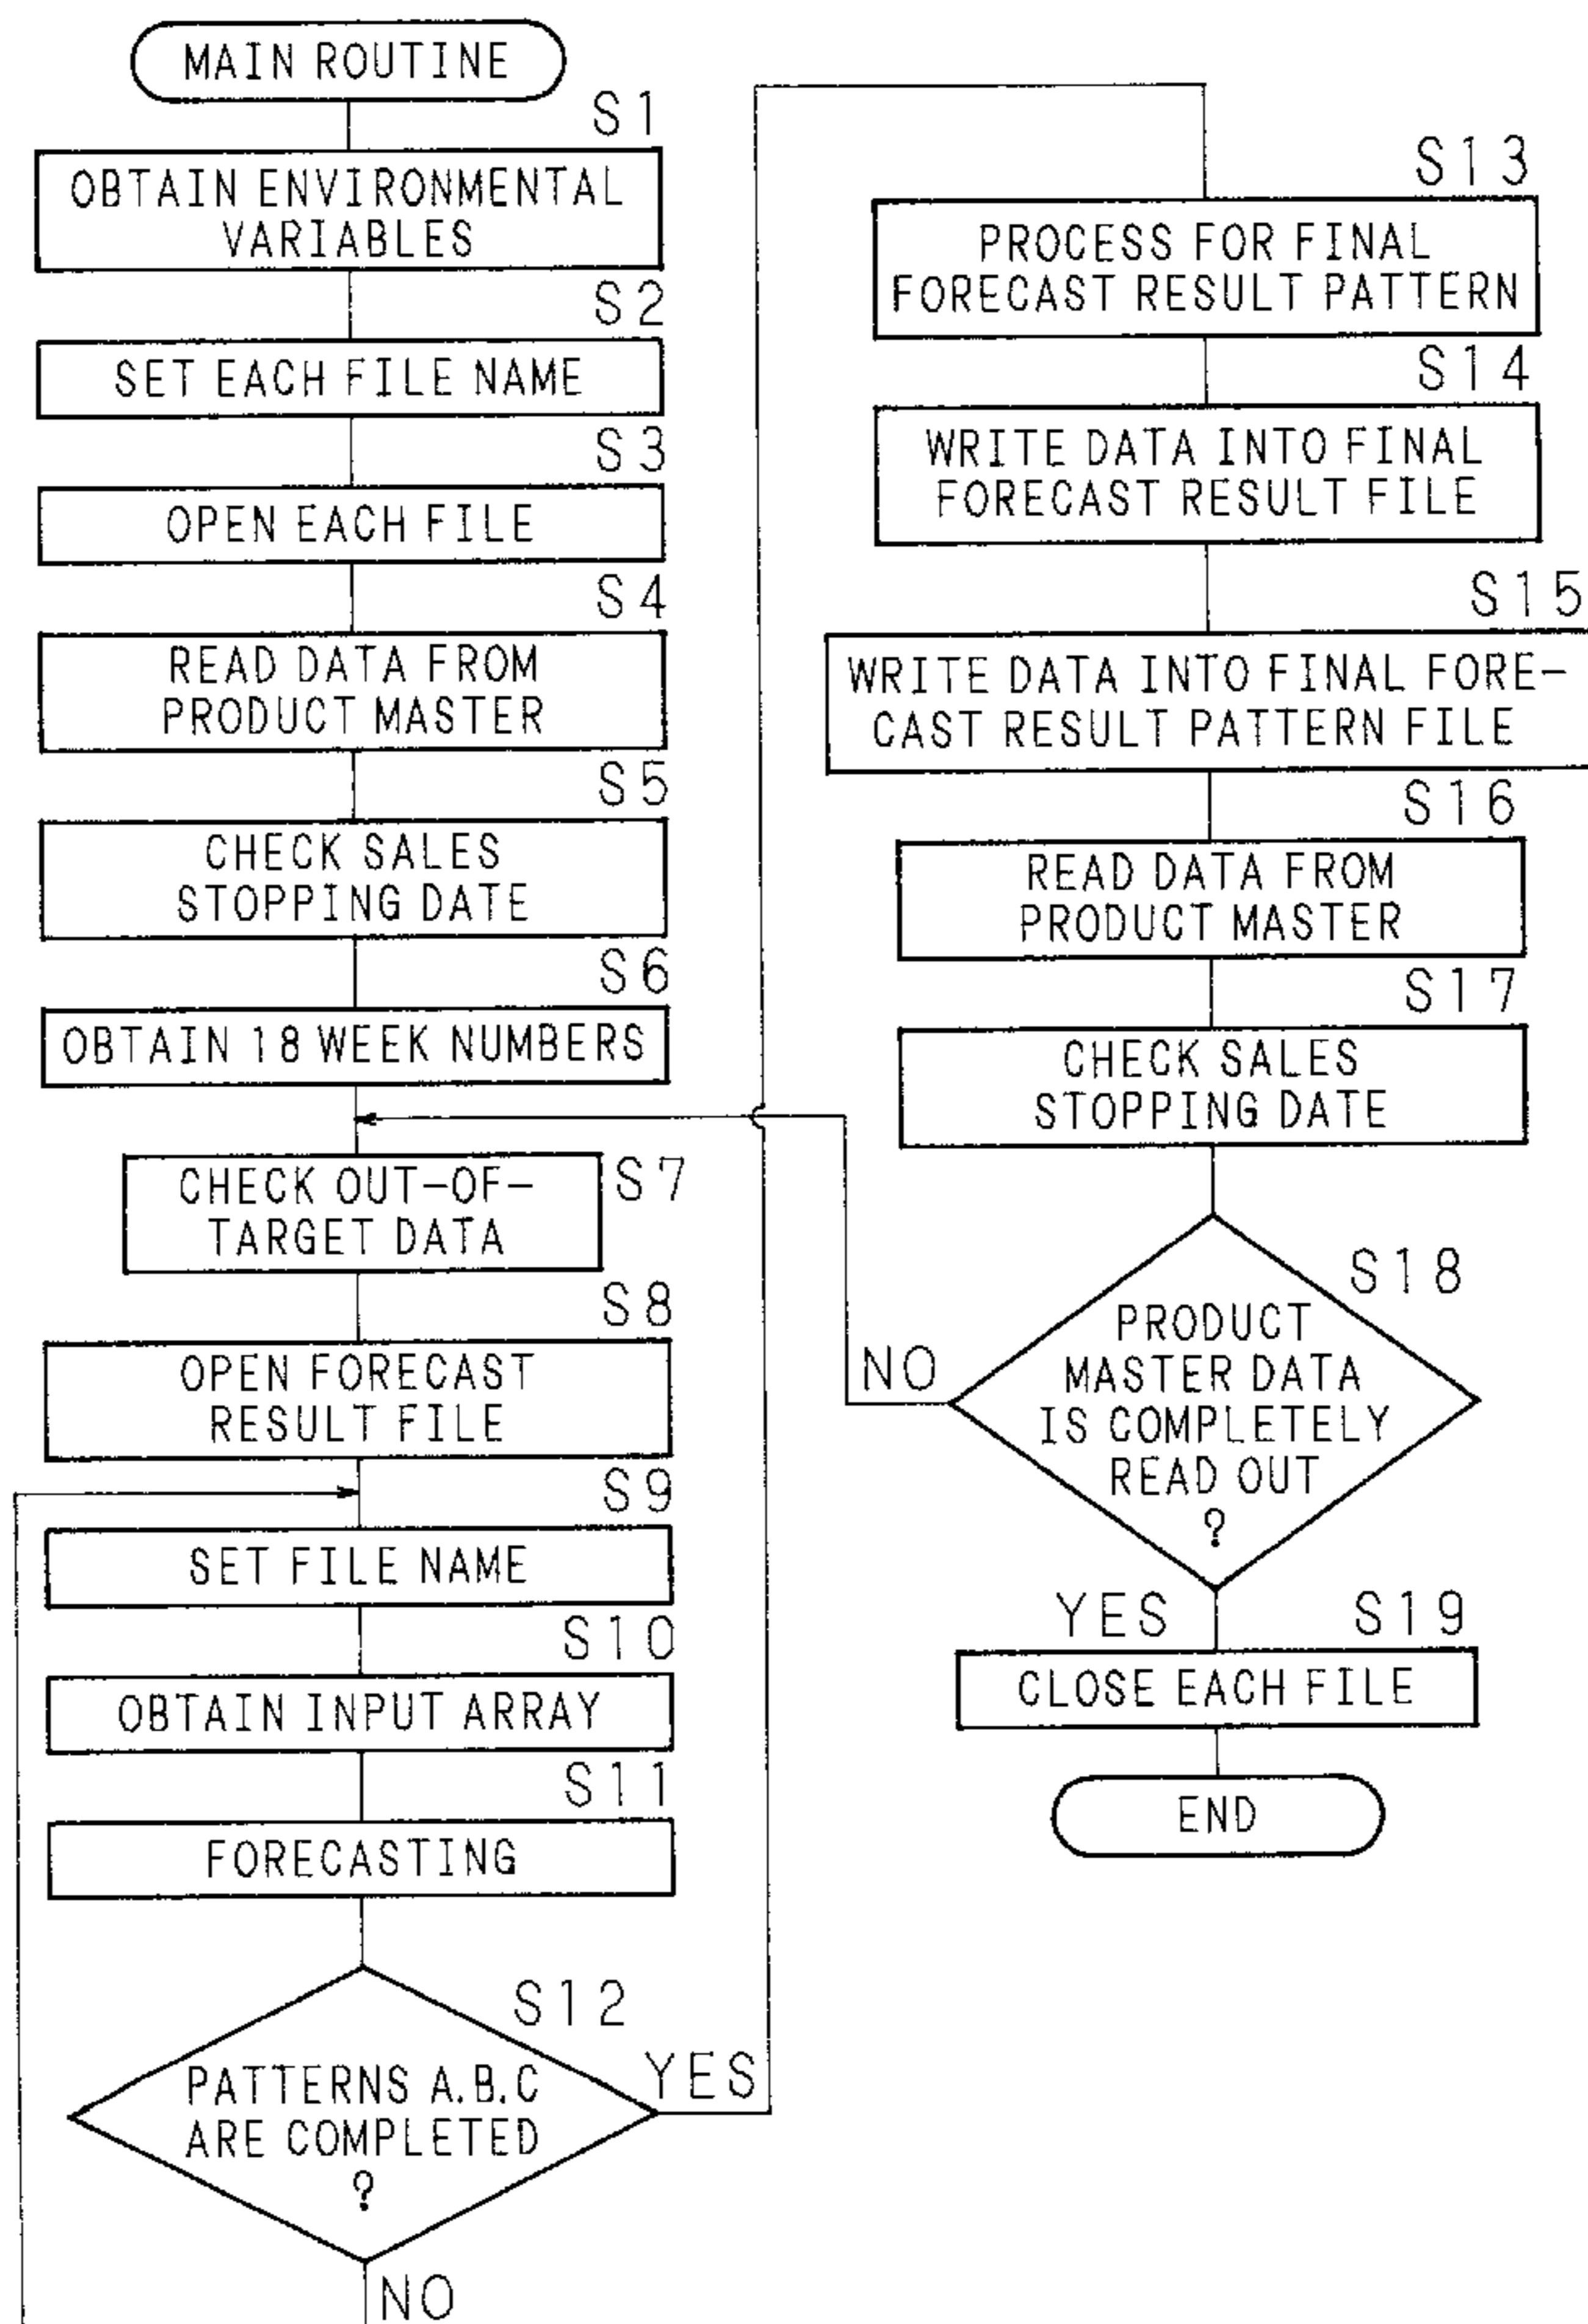 MAIN ROUTINE
S1
OBTAIN ENVIRONMENTAL
VARIABLES
S2
SET EACH FILE NAME
S3
OPEN EACH FILE
S4
READ DATA FROM
PRODUCT MASTER
S5
CHECK SALES
STOPPING DATE
S6
OBTAIN 18 WEEK NUMBERS
S7
CHECK OUT-OF-
TARGET DATA
S8
OPEN FORECAST
RESULT FILE
S9
SET FILE NAME
S10
OBTAIN INPUT ARRAY
S11
FORECASTING
S12
PATTERNS A.B.C
ARE COMPLETED
?
YES
NO
S13
PROCESS FOR FINAL
FORECAST RESULT PATTERN
S14
WRITE DATA INTO FINAL
FORECAST RESULT FILE
S15
WRITE DATA INTO FINAL FORE-
CAST RESULT PATTERN FILE
S16
READ DATA FROM
PRODUCT MASTER
S17
CHECK SALES
STOPPING DATE
S18
PRODUCT
MASTER DATA
IS COMPLETELY
READ OUT
?
NO
YES
S19
CLOSE EACH FILE
END